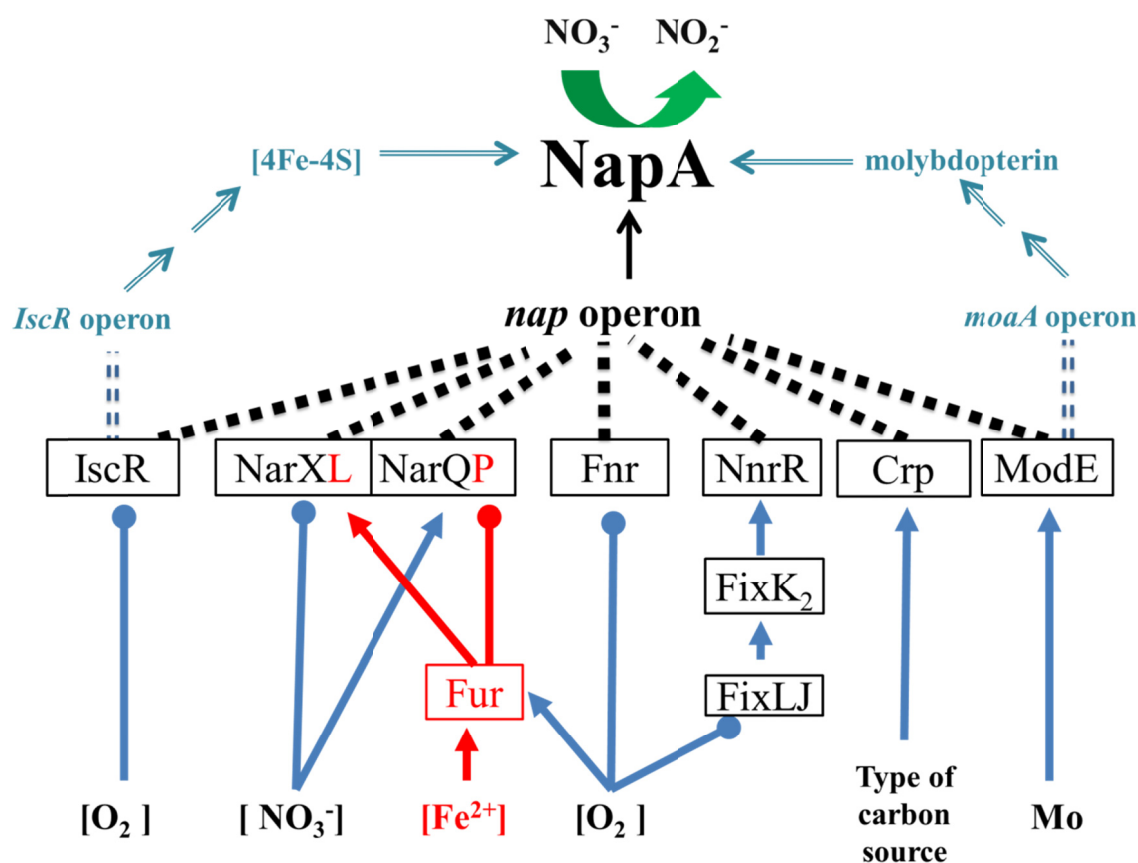 NO₃⁻ NO₂⁻
[4Fe-4S] NapA molybdopterin
IscR operon nap operon moaA operon
IscR NarXL NarQP Fnr NnrR Crp ModE
FixK₂
Fur FixLJ
[O₂ ] [ NO₃⁻] [Fe²⁺] [O₂ ] Type of carbon source Mo